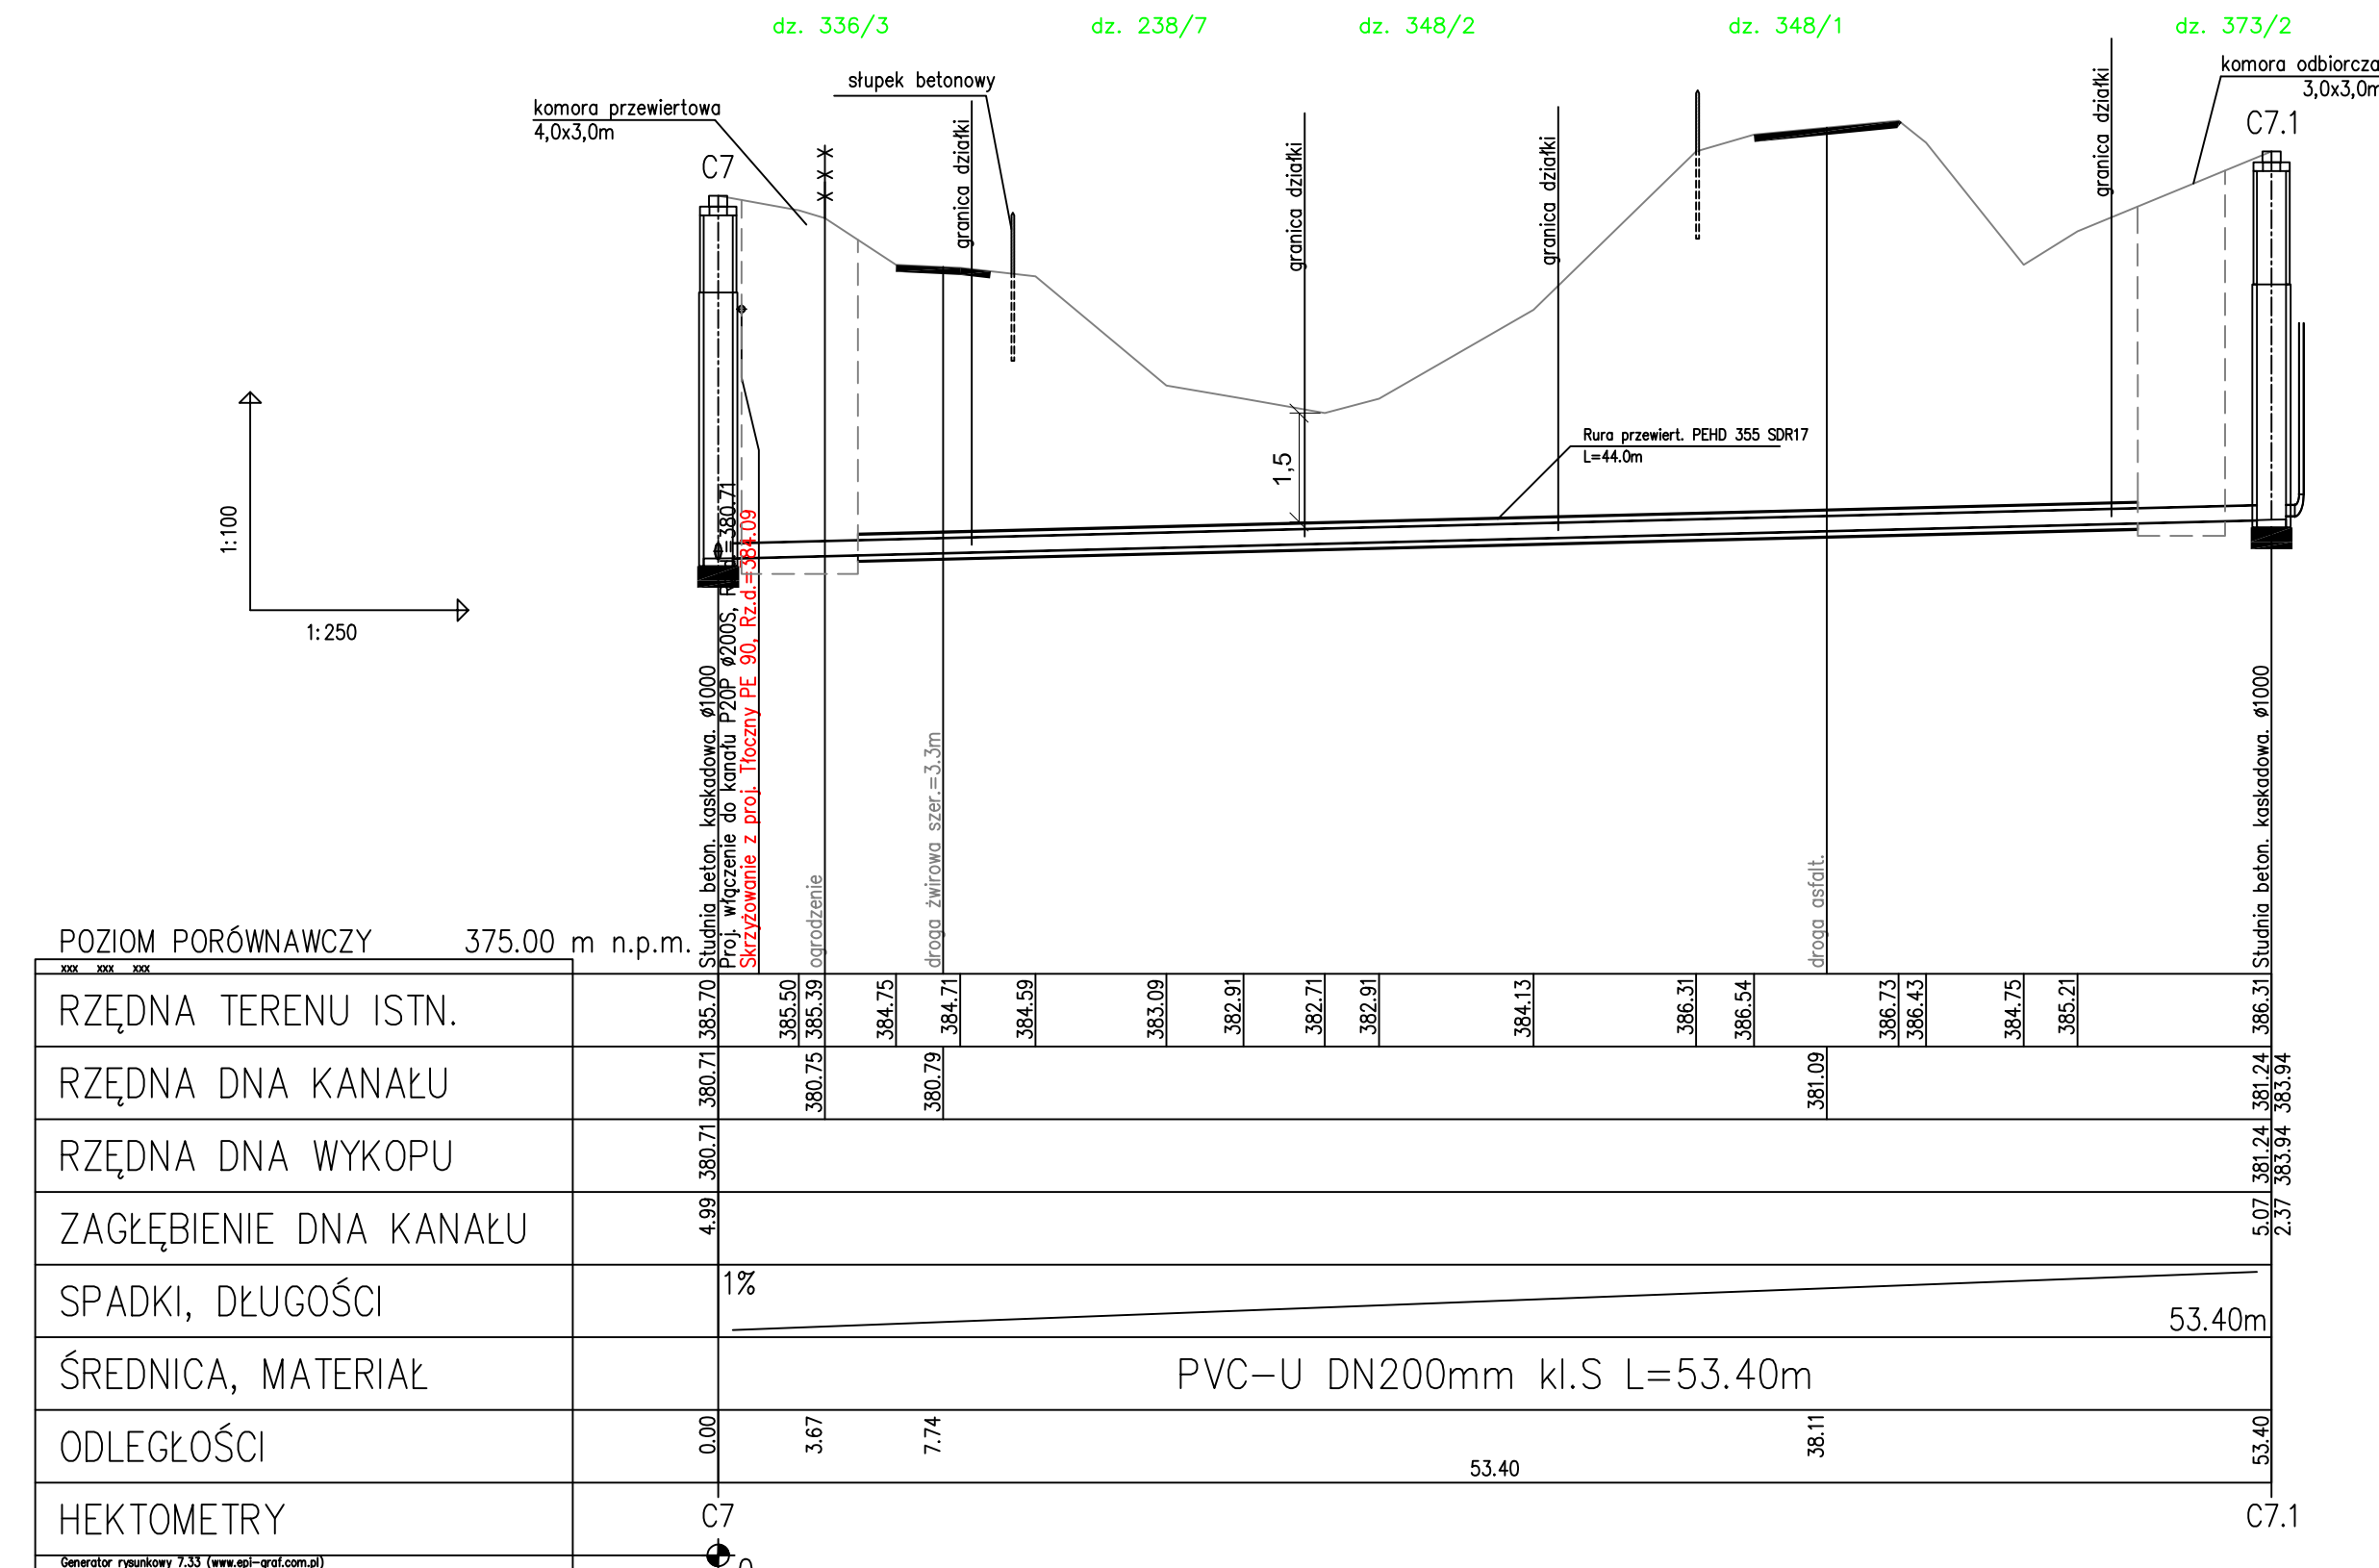 dz. 336/3
dz. 238/7
dz. 348/2
dz. 348/1
dz. 373/2
słupek betonowy
komora przewiertowa
4,0x3,0m
komora odbiorcza
3,0x3,0m
C7
C7.1
granica działki
granica działki
granica działki
granica działki
1,5
Rura przewiert. PEHD 355 SDR17
L=44.0m
1:100
1:250
Studnia beton. kaskadowa. ø1000
Proj. włączenie do kanału P20P ø200S, Rz.d.=380.71
Skrzyżowanie z proj. Tłoczny PE 90, Rz.d.=384.09
ogrodzenie
droga żwirowa szer.=3.3m
droga asfalt.
Studnia beton. kaskadowa. ø1000
POZIOM PORÓWNAWCZY 375.00 m n.p.m.
xxx xxx xxx
RZĘDNA TERENU ISTN. 385.70 385.50 385.39 384.75 384.71 384.59 383.09 382.91 382.71 382.91 384.13 386.31 386.54 386.73 386.43 384.75 385.21 386.31
RZĘDNA DNA KANAŁU 380.71 380.75 380.79 381.09 381.24 383.94
RZĘDNA DNA WYKOPU 380.71 381.24 383.94
ZAGŁĘBIENIE DNA KANAŁU 4.99 5.07 2.37
SPADKI, DŁUGOŚCI 1% 53.40m
ŚREDNICA, MATERIAŁ PVC-U DN200mm kl.S L=53.40m
ODLEGŁOŚCI 0.00 3.67 7.74 38.11 53.40
53.40
HEKTOMETRY C7 C7.1
Generator rysunkowy 7.33 (www.epi-graf.com.pl)
0